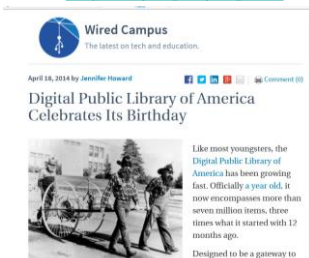 Wired Campus
The latest on tech and education.
April 18, 2014 by Jennifer Howard
Comment (0)
Digital Public Library of America
Celebrates Its Birthday
Like most youngsters, the
Digital Public Library of
America has been growing
fast. Officially a year old, it
now encompasses more than
seven million items, three
times what it started with 12
months ago.
Designed to be a gateway to